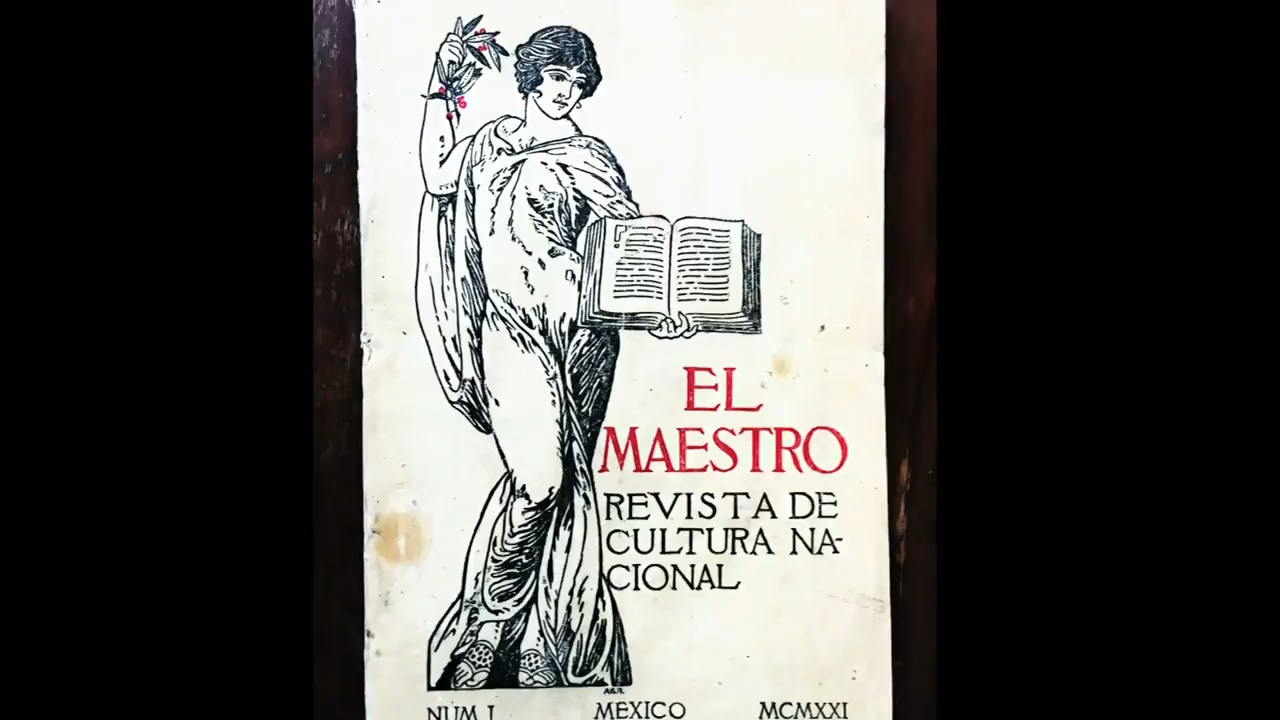 EL
MAESTRO
REVISTA DE
CULTURA NA-
CIONAL
A.G.R.
NUM I MEXICO MCMXXI